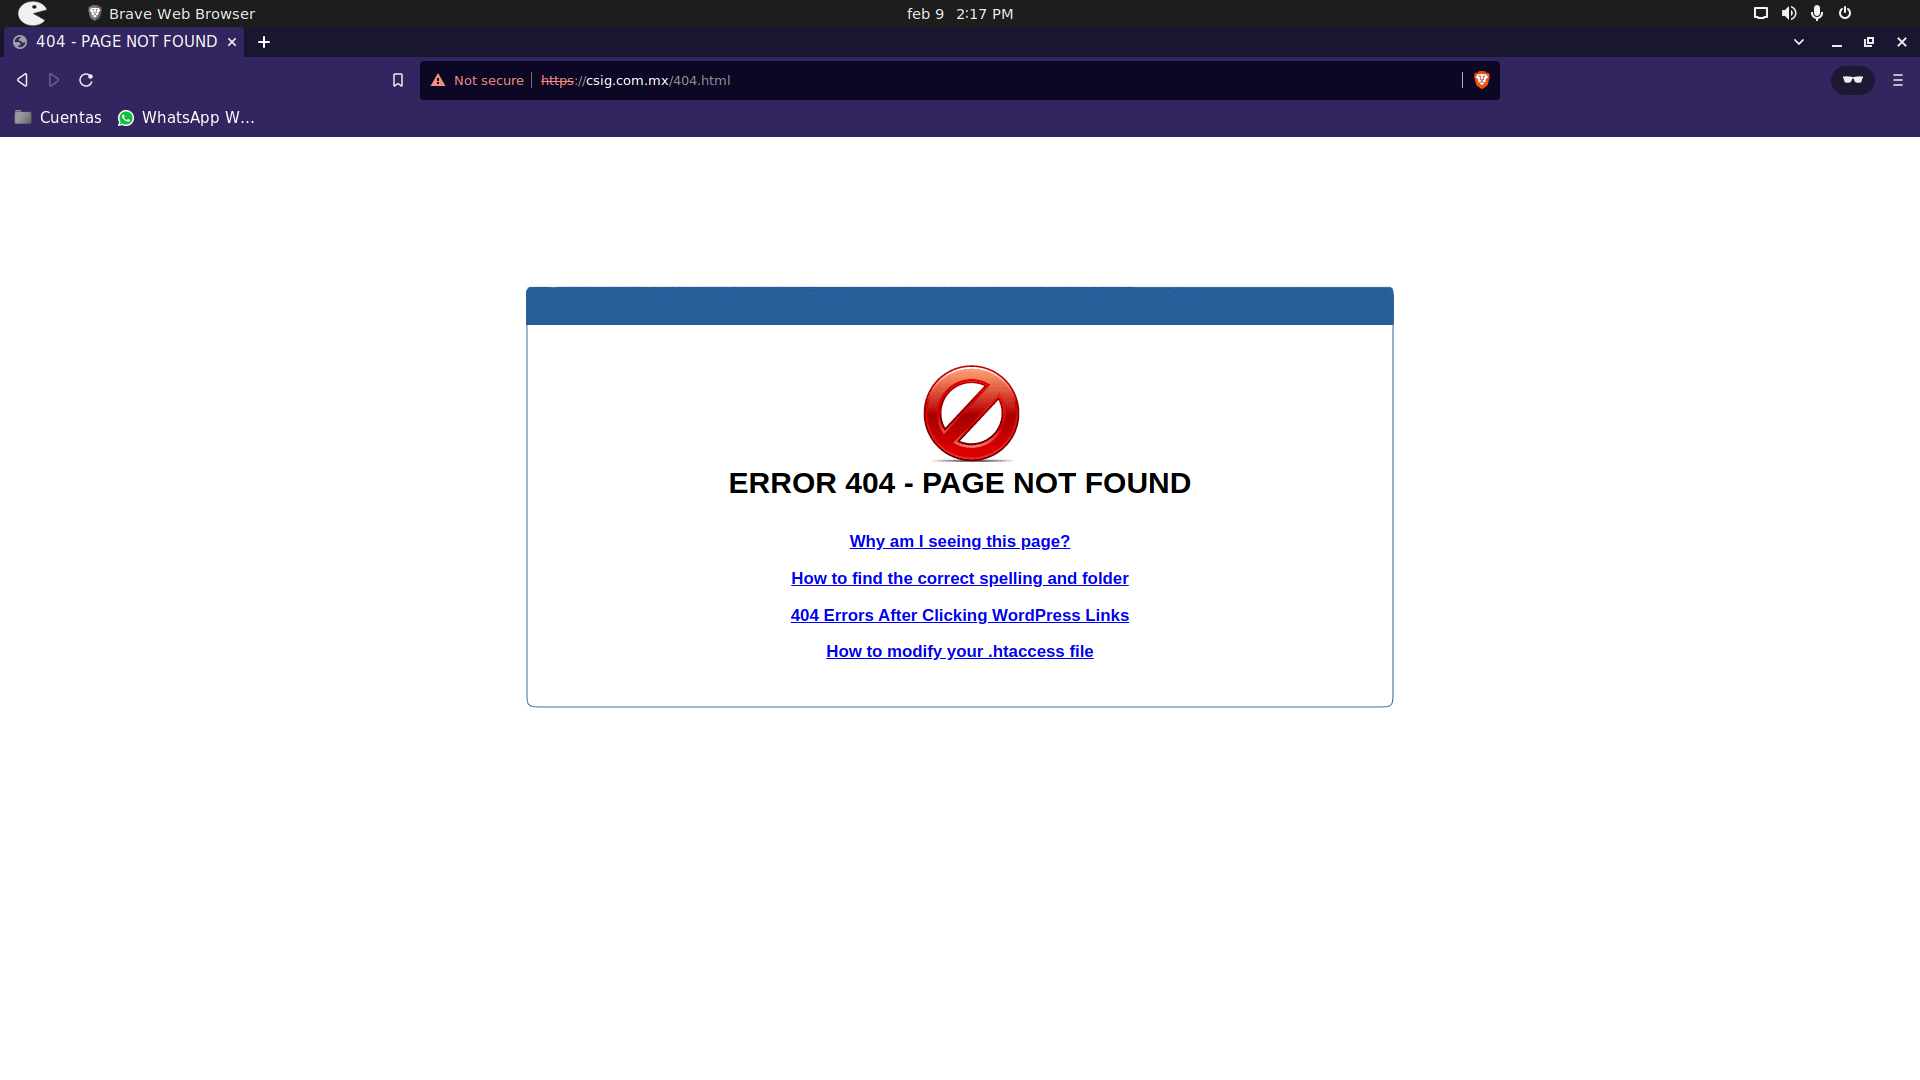 Brave Web Browser
feb 9 2:17 PM
404 - PAGE NOT FOUND
Not secure
https://csig.com.mx/404.html
Cuentas
WhatsApp W...
ERROR 404 - PAGE NOT FOUND
Why am I seeing this page?
How to find the correct spelling and folder
404 Errors After Clicking WordPress Links
How to modify your .htaccess file